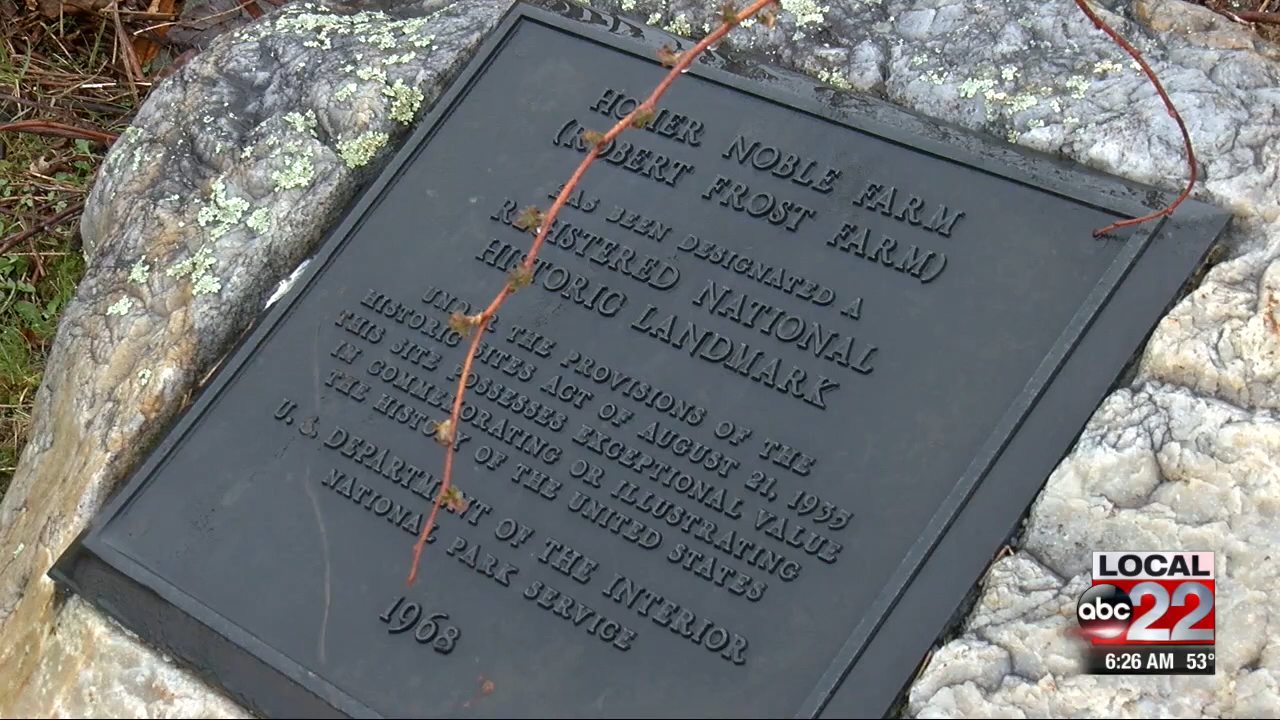 HOMER NOBLE FARM
(ROBERT FROST FARM)
HAS BEEN DESIGNATED A
REGISTERED NATIONAL
HISTORIC LANDMARK
UNDER THE PROVISIONS OF THE
HISTORIC SITES ACT OF AUGUST 21, 1935
THIS SITE POSSESSES EXCEPTIONAL VALUE
IN COMMEMORATING OR ILLUSTRATING
THE HISTORY OF THE UNITED STATES
U. S. DEPARTMENT OF THE INTERIOR
NATIONAL PARK SERVICE
1968
LOCAL
abc 22
6:26 AM 53°